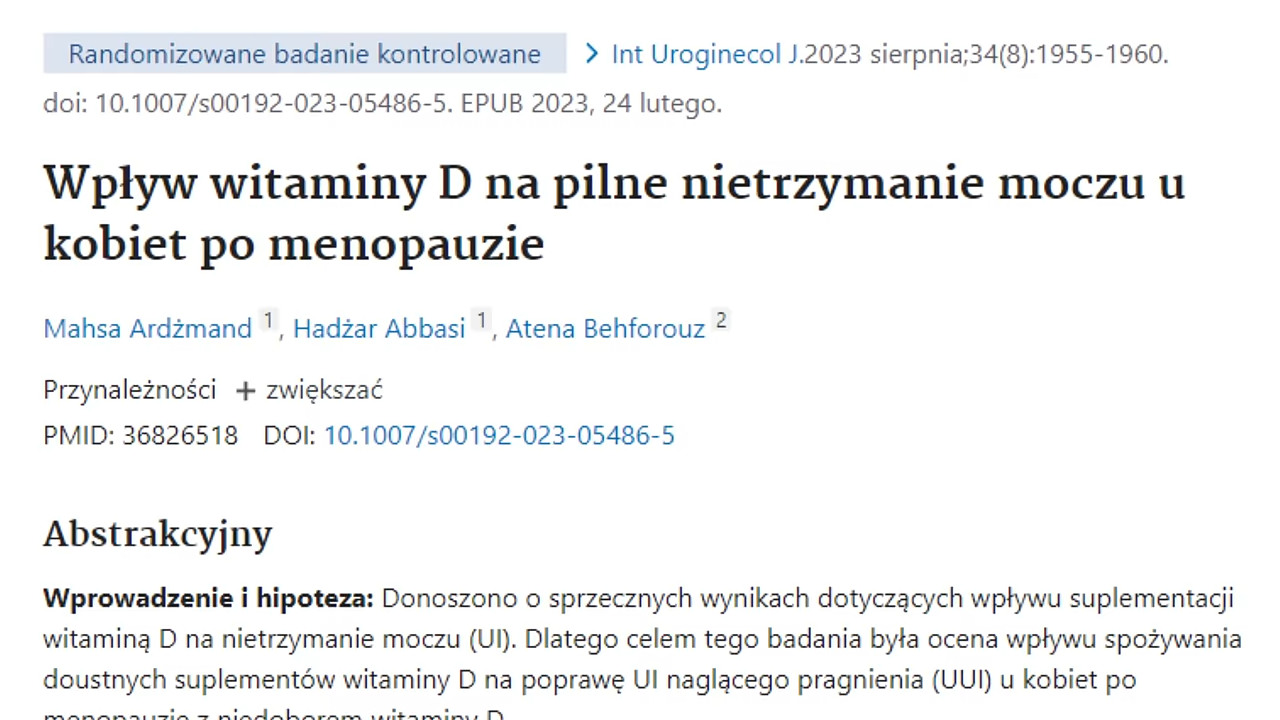 Randomizowane badanie kontrolowane > Int Uroginecol J.2023 sierpnia;34(8):1955-1960.
doi: 10.1007/s00192-023-05486-5. EPUB 2023, 24 lutego.
Wpływ witaminy D na pilne nietrzymanie moczu u
kobiet po menopauzie
Mahsa Ardżmand 1, Hadżar Abbasi 1, Atena Behforouz 2
Przynależności + zwiększać
PMID: 36826518 DOI: 10.1007/s00192-023-05486-5
Abstrakcyjny
Wprowadzenie i hipoteza: Donoszono o sprzecznych wynikach dotyczących wpływu suplementacji
witaminą D na nietrzymanie moczu (UI). Dlatego celem tego badania była ocena wpływu spożywania
doustnych suplementów witaminy D na poprawę UI naglącego pragnienia (UUI) u kobiet po
menopauzie z niedoborem witaminy D.